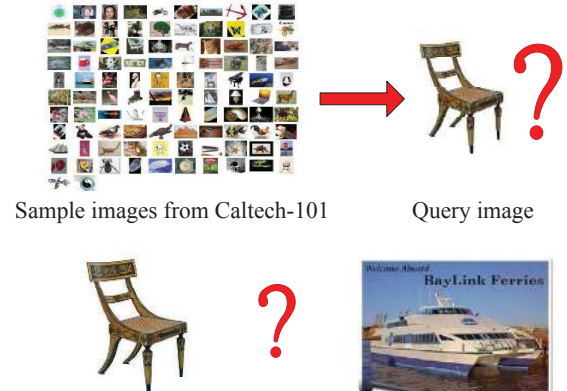 ?
Sample images from Caltech-101
Query image
?
Welcome Aboard
BayLink Ferries